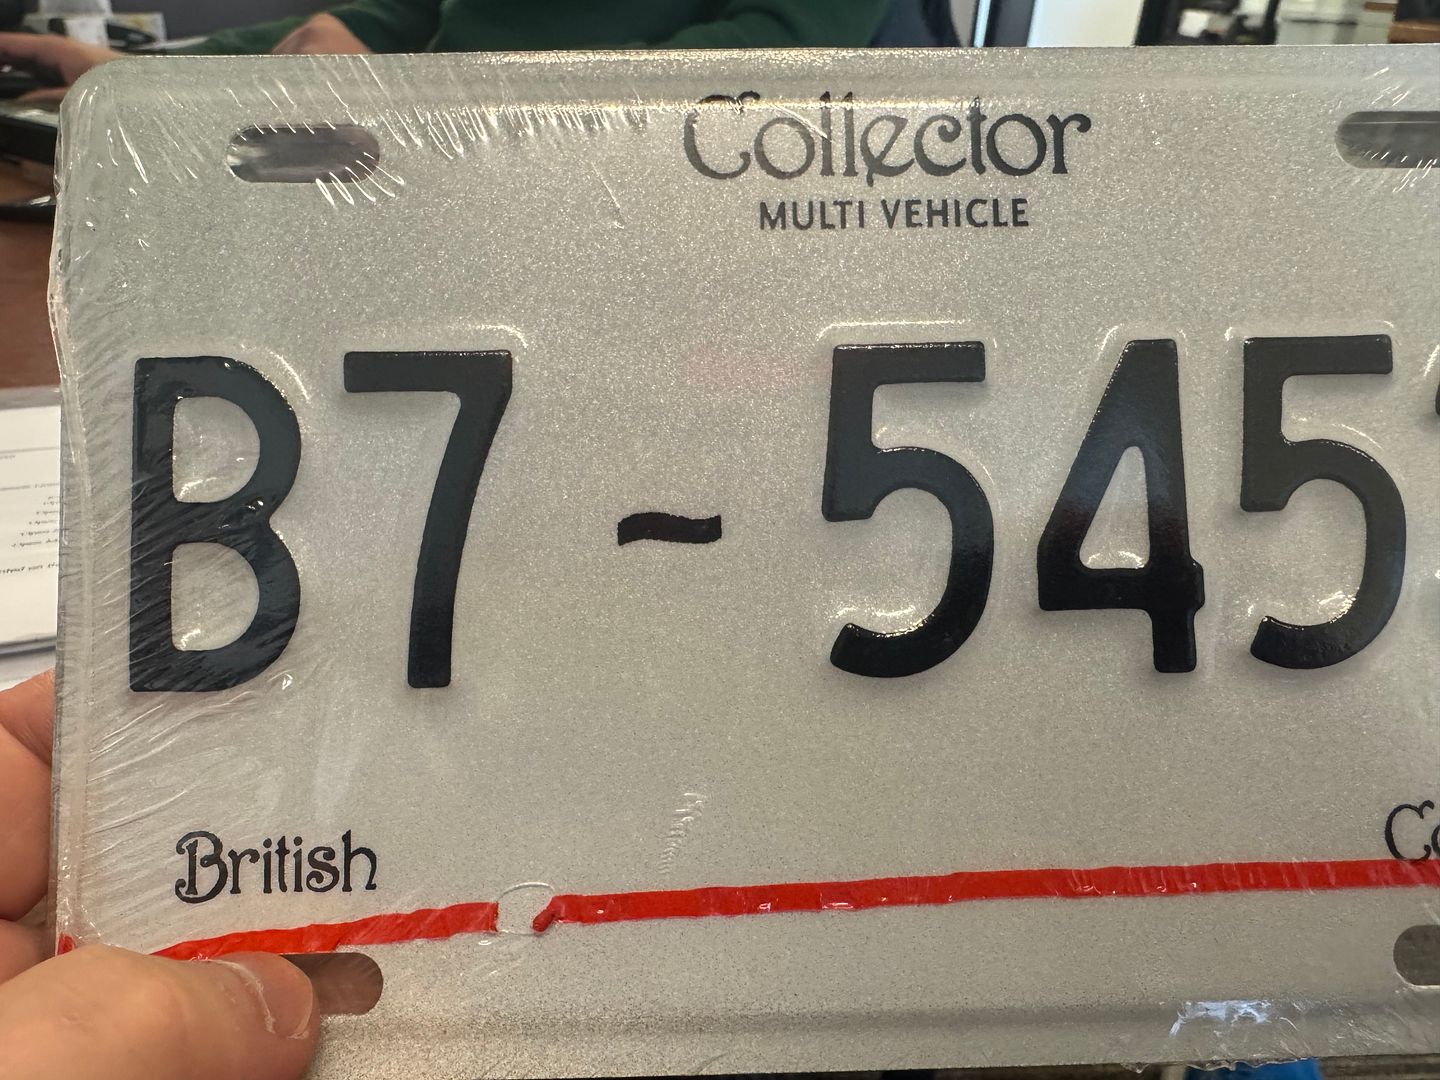 Collector
MULTI VEHICLE
B7-545
British